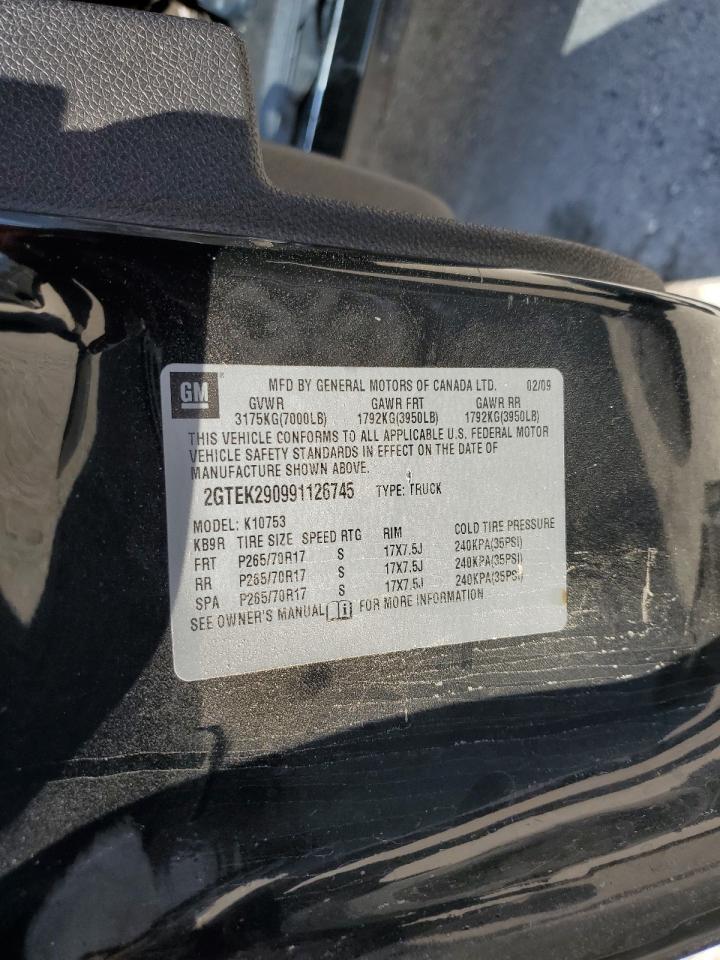 GM
MFD BY GENERAL MOTORS OF CANADA LTD. 02/09
GVWR GAWR FRT GAWR RR
3175KG(7000LB) 1792KG(3950LB) 1792KG(3950LB)
THIS VEHICLE CONFORMS TO ALL APPLICABLE U.S. FEDERAL MOTOR
VEHICLE SAFETY STANDARDS IN EFFECT ON THE DATE OF
MANUFACTURE SHOWN ABOVE.
2GTEK290991126745 TYPE: TRUCK
MODEL: K10753
KB9R TIRE SIZE SPEED RTG RIM COLD TIRE PRESSURE
FRT P265/70R17 S 17X7.5J 240KPA(35PSI)
RR P265/70R17 S 17X7.5J 240KPA(35PSI)
SPA P265/70R17 S 17X7.5J 240KPA(35PSI)
SEE OWNER'S MANUAL FOR MORE INFORMATION